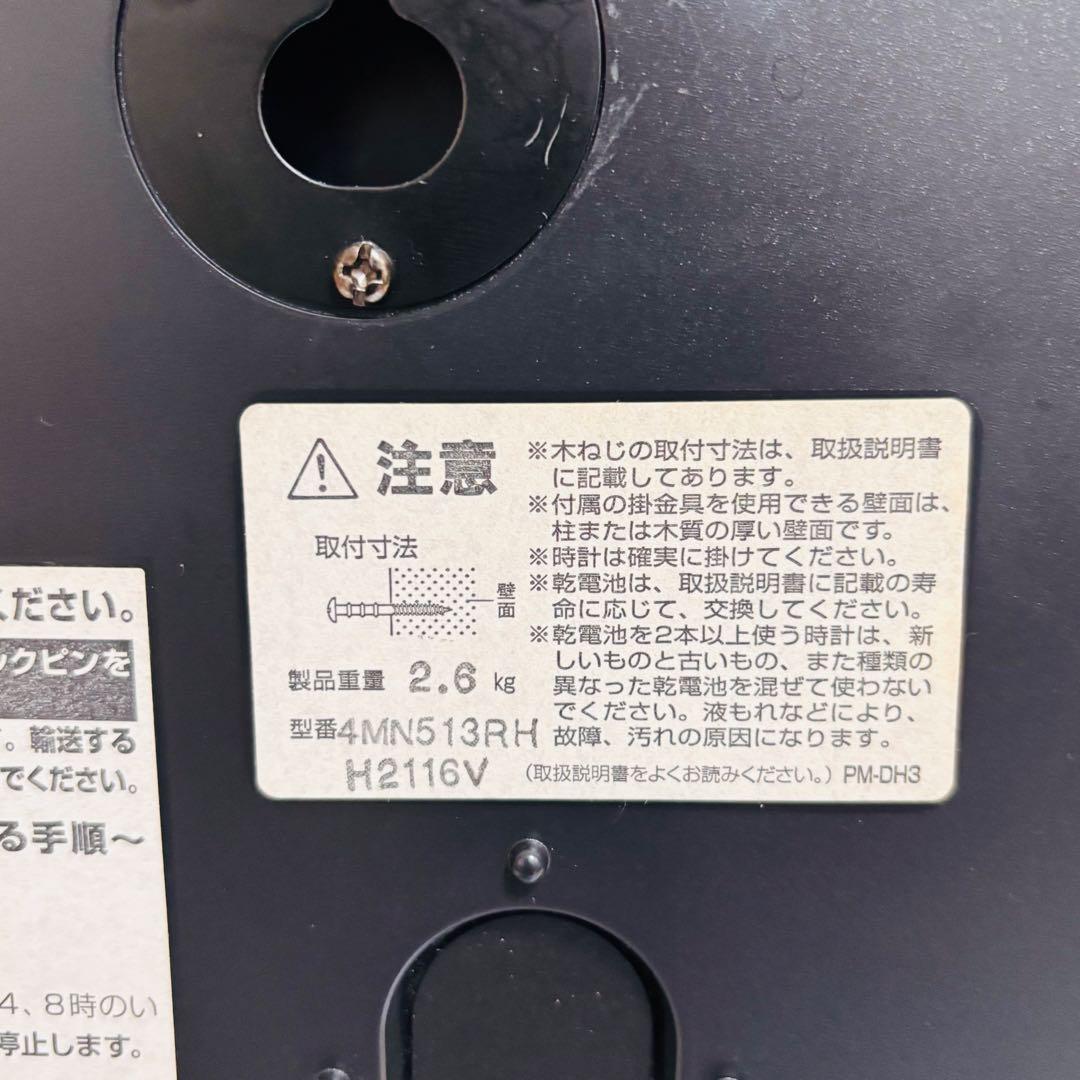 注意
取付寸法
壁面
製品重量 2.6 kg
型番4MN513RH
H2116V
※木ねじの取付寸法は、取扱説明書
に記載してあります。
※付属の掛金具を使用できる壁面は、
柱または木質の厚い壁面です。
※時計は確実に掛けてください。
※乾電池は、取扱説明書に記載の寿
命に応じて、交換してください。
※乾電池を2本以上使う時計は、新
しいものと古いもの、また種類の
異なった乾電池を混ぜて使わない
でください。液もれなどにより、
故障、汚れの原因になります。
(取扱説明書をよくお読みください。) PM-DH3
ください。
ックピンを
。輸送する
でください。
る手順〜
4、8時のい
停止します。